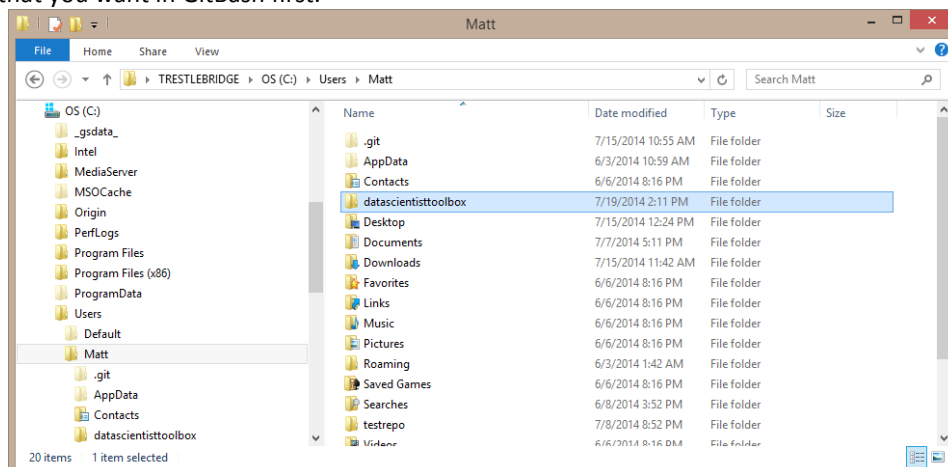 that you want in GitBash first.
Matt
File Home Share View
TRESTLEBRIDGE OS (C:) Users Matt Search Matt
OS (C:)
_gsdata_
Intel
MediaServer
MSOCache
Origin
PerfLogs
Program Files
Program Files (x86)
ProgramData
Users
Default
Matt
.git
AppData
Contacts
datascientisttoolbox
Name Date modified Type Size
.git 7/15/2014 10:55 AM File folder
AppData 6/3/2014 10:59 AM File folder
Contacts 6/6/2014 8:16 PM File folder
datascientisttoolbox 7/19/2014 2:11 PM File folder
Desktop 7/15/2014 12:24 PM File folder
Documents 7/7/2014 5:11 PM File folder
Downloads 7/15/2014 11:42 AM File folder
Favorites 6/6/2014 8:16 PM File folder
Links 6/6/2014 8:16 PM File folder
Music 6/6/2014 8:16 PM File folder
Pictures 6/6/2014 8:16 PM File folder
Roaming 6/3/2014 1:42 AM File folder
Saved Games 6/6/2014 8:16 PM File folder
Searches 6/8/2014 3:52 PM File folder
testrepo 7/8/2014 8:52 PM File folder
Videos 6/6/2014 8:16 PM File folder
20 items 1 item selected